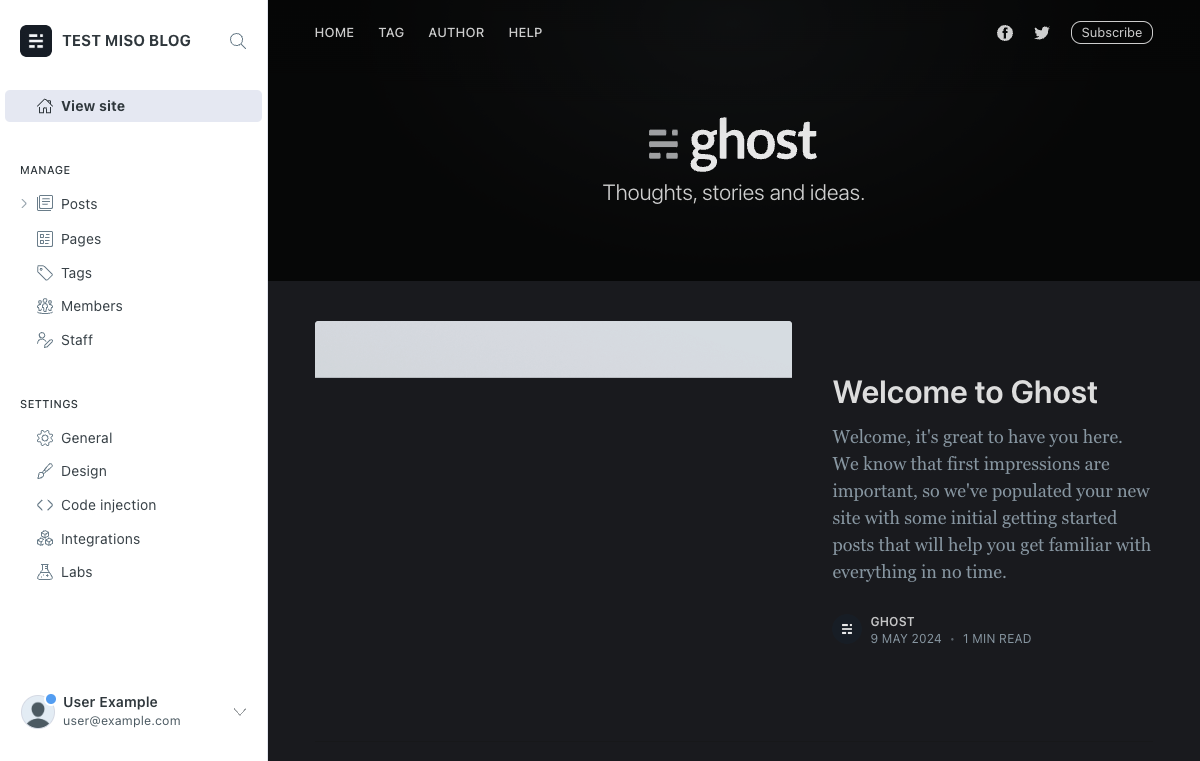 TEST MISO BLOG
View site
MANAGE
Posts
Pages
Tags
Members
Staff
SETTINGS
General
Design
Code injection
Integrations
Labs
User Example
user@example.com
HOME TAG AUTHOR HELP Subscribe
ghost
Thoughts, stories and ideas.
Welcome to Ghost
Welcome, it's great to have you here.
We know that first impressions are
important, so we've populated your new
site with some initial getting started
posts that will help you get familiar with
everything in no time.
GHOST
9 MAY 2024 • 1 MIN READ